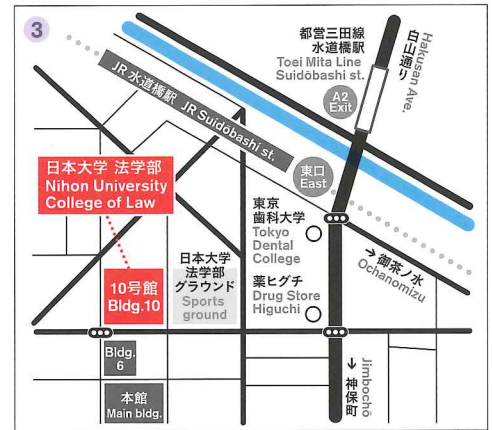 3
都営三田線
水道橋駅
Toei Mita Line
Suidōbashi st.
白山通り
Hakusan Ave.
A2
Exit
JR 水道橋駅 JR Suidōbashi st.
東口
East
日本大学 法学部
Nihon University
College of Law
東京
歯科大学
Tokyo
Dental
College
→御茶ノ水
Ochanomizu
日本大学
法学部
グラウンド
Sports
ground
10号館
Bldg.10
薬ヒグチ
Drug Store
Higuchi
Bldg.
6
本館
Main bldg.
→神保町
Jimbochō